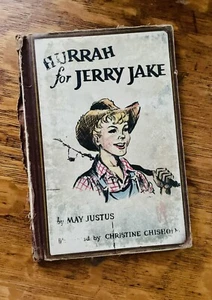 HURRAH
for JERRY JAKE
by MAY JUSTUS
by CHRISTINE CHISHOLM